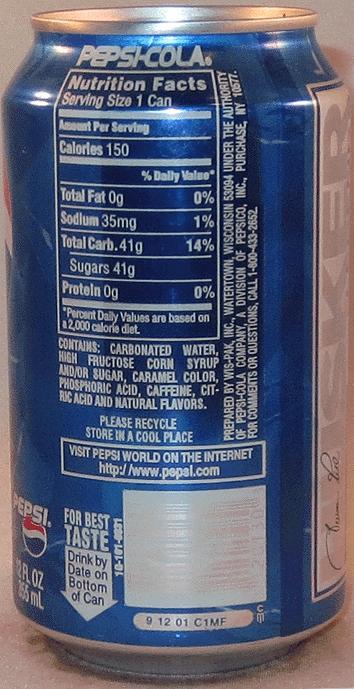 PEPSI-COLA®
Nutrition Facts
Serving Size 1 Can
Amount Per Serving
Calories 150
% Daily Value*
Total Fat 0g 0%
Sodium 35mg 1%
Total Carb. 41g 14%
Sugars 41g
Protein 0g 0%
*Percent Daily Values are based on
a 2,000 calorie diet.
CONTAINS: CARBONATED WATER,
HIGH FRUCTOSE CORN SYRUP
AND/OR SUGAR, CARAMEL COLOR,
PHOSPHORIC ACID, CAFFEINE, CIT-
RIC ACID AND NATURAL FLAVORS.
PLEASE RECYCLE
STORE IN A COOL PLACE
VISIT PEPSI WORLD ON THE INTERNET
http://www.pepsi.com
PREPARED BY WIS-PAK, INC., WATERTOWN, WISCONSIN 53094 UNDER THE AUTHORITY
OF PEPSI-COLA COMPANY, A DIVISION OF PEPSICO, INC., PURCHASE, NY 10577.
FOR COMMENTS OR QUESTIONS, CALL 1-800-433-2652.
PEPSI.
FL OZ
mL
FOR BEST
TASTE
Drink by
Date on
Bottom
of Can
9 12 01 C1MF